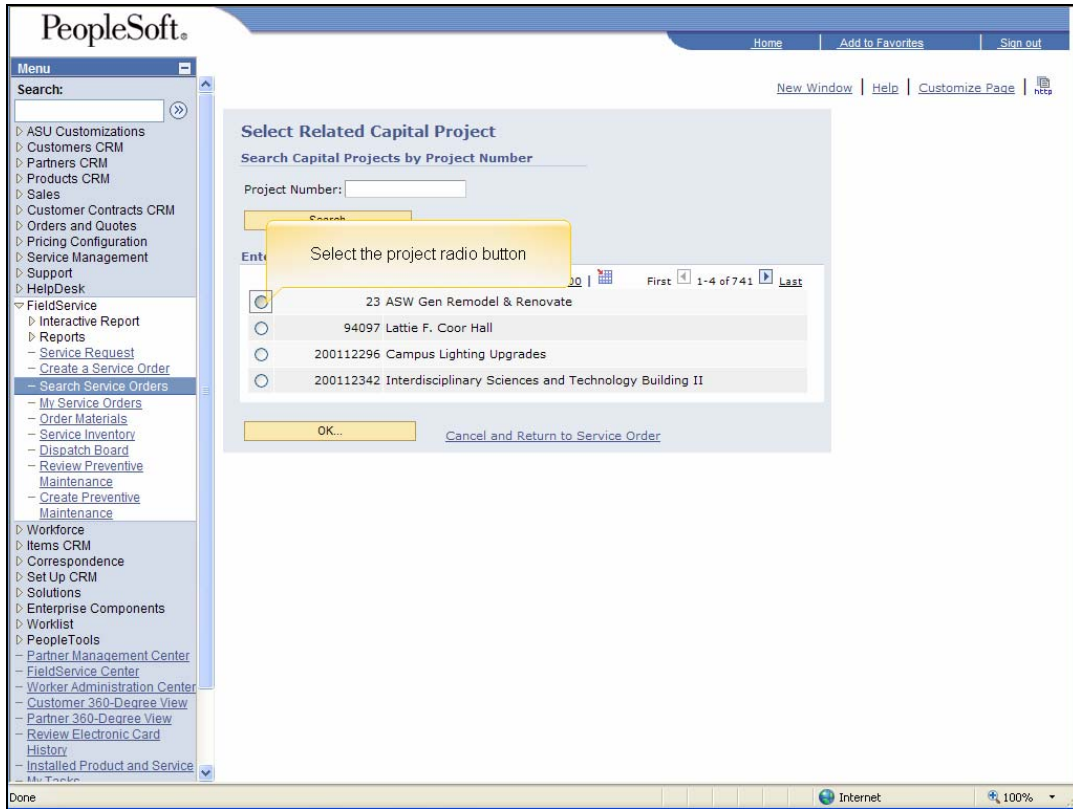 PeopleSoft®
Home
Add to Favorites
Sign out
Menu
Search:
ASU Customizations
Customers CRM
Partners CRM
Products CRM
Sales
Customer Contracts CRM
Orders and Quotes
Pricing Configuration
Service Management
Support
HelpDesk
FieldService
Interactive Report
Reports
– Service Request
– Create a Service Order
– Search Service Orders
– My Service Orders
– Order Materials
– Service Inventory
– Dispatch Board
– Review Preventive
Maintenance
– Create Preventive
Maintenance
Workforce
Items CRM
Correspondence
Set Up CRM
Solutions
Enterprise Components
Worklist
PeopleTools
– Partner Management Center
– FieldService Center
– Worker Administration Center
– Customer 360-Degree View
– Partner 360-Degree View
– Review Electronic Card
History
– Installed Product and Service
– My Tasks
New Window | Help | Customize Page | http
Select Related Capital Project
Search Capital Projects by Project Number
Project Number:
Search
Select the project radio button
First 1-4 of 741 Last
23 ASW Gen Remodel & Renovate
94097 Lattie F. Coor Hall
200112296 Campus Lighting Upgrades
200112342 Interdisciplinary Sciences and Technology Building II
OK...
Cancel and Return to Service Order
Done
Internet
100%